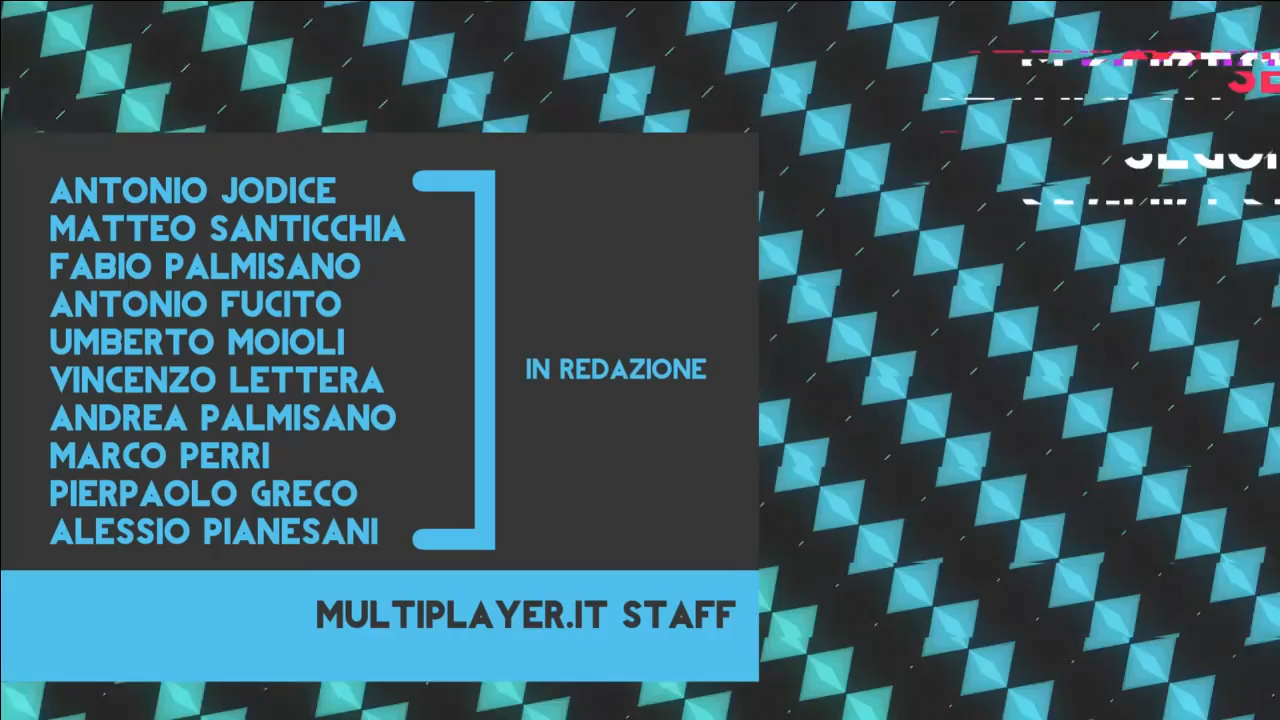 ANTONIO JODICE
MATTEO SANTICCHIA
FABIO PALMISANO
ANTONIO FUCITO
UMBERTO MOIOLI
VINCENZO LETTERA
ANDREA PALMISANO
MARCO PERRI
PIERPAOLO GRECO
ALESSIO PIANESANI
IN REDAZIONE
MULTIPLAYER.IT STAFF